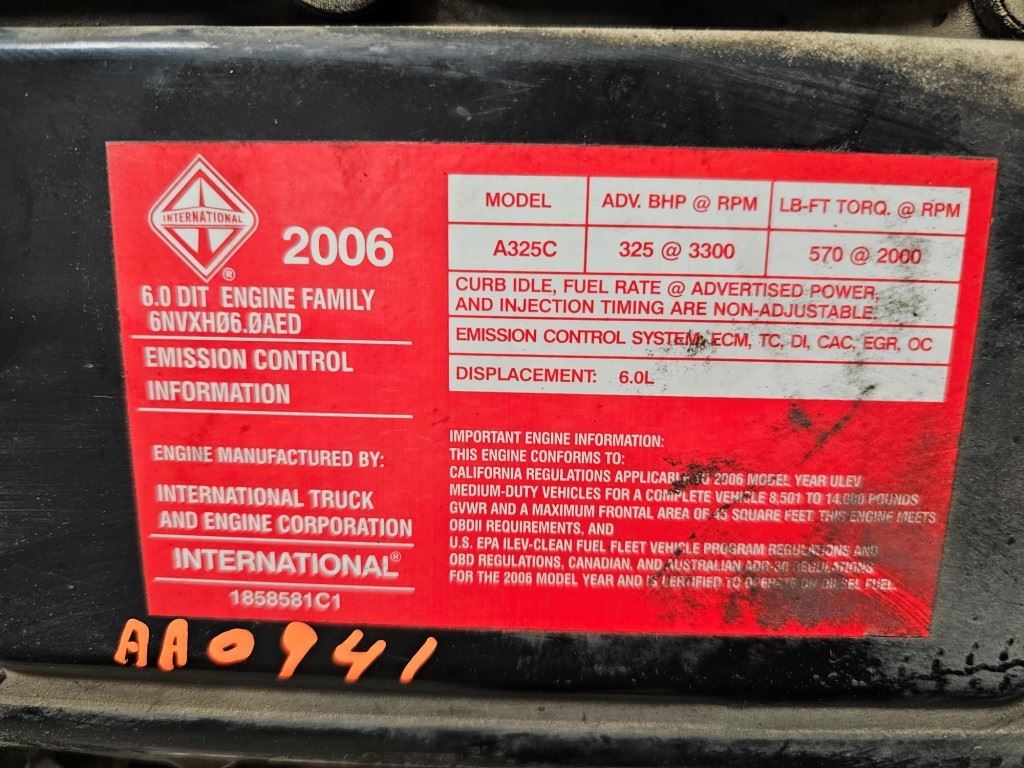 INTERNATIONAL
®
2006
6.0 DIT ENGINE FAMILY
6NVXHØ6.ØAED
EMISSION CONTROL
INFORMATION
ENGINE MANUFACTURED BY:
INTERNATIONAL TRUCK
AND ENGINE CORPORATION
INTERNATIONAL®
1858581C1
MODEL ADV. BHP @ RPM LB-FT TORQ. @ RPM
A325C 325 @ 3300 570 @ 2000
CURB IDLE, FUEL RATE @ ADVERTISED POWER,
AND INJECTION TIMING ARE NON-ADJUSTABLE.
EMISSION CONTROL SYSTEM: ECM, TC, DI, CAC, EGR, OC
DISPLACEMENT: 6.0L
IMPORTANT ENGINE INFORMATION:
THIS ENGINE CONFORMS TO:
CALIFORNIA REGULATIONS APPLICABLE TO 2006 MODEL YEAR ULEV
MEDIUM-DUTY VEHICLES FOR A COMPLETE VEHICLE 8,501 TO 14,000 POUNDS
GVWR AND A MAXIMUM FRONTAL AREA OF 45 SQUARE FEET. THIS ENGINE MEETS
OBDII REQUIREMENTS, AND
U.S. EPA ILEV-CLEAN FUEL FLEET VEHICLE PROGRAM REGULATIONS AND
OBD REGULATIONS, CANADIAN, AND AUSTRALIAN ADR-30 REGULATIONS
FOR THE 2006 MODEL YEAR AND IS CERTIFIED TO OPERATE ON DIESEL FUEL.
AA0941